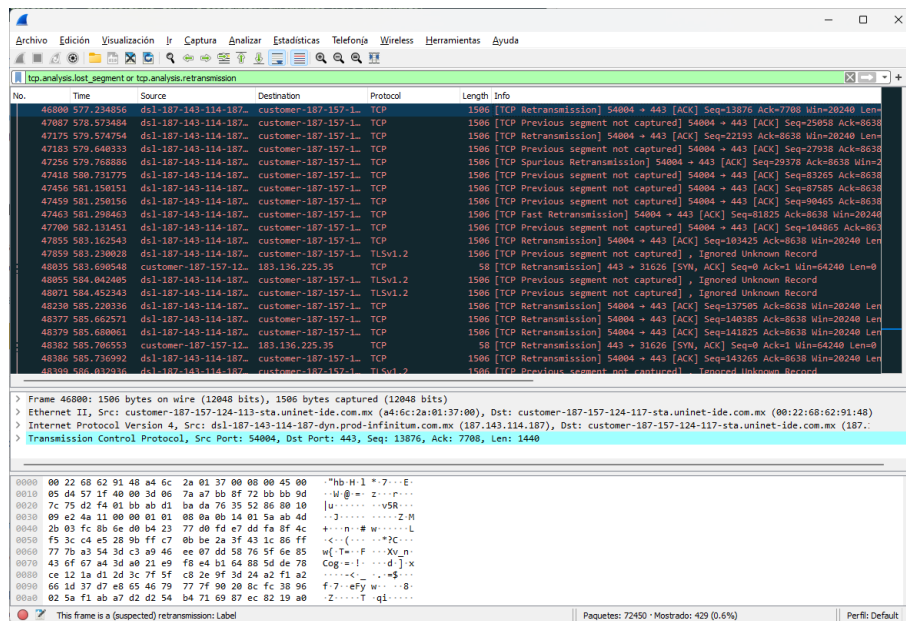 Archivo Edición Visualización Ir Captura Analizar Estadísticas Telefonía Wireless Herramientas Ayuda
tcp.analysis.lost_segment or tcp.analysis.retransmission
No. Time Source Destination Protocol Length Info
46800 577.234856 dsl-187-143-114-187… customer-187-157-1… TCP 1506 [TCP Retransmission] 54004 → 443 [ACK] Seq=13876 Ack=7708 Win=20240 Len=
47087 578.573484 dsl-187-143-114-187… customer-187-157-1… TCP 1506 [TCP Previous segment not captured] 54004 → 443 [ACK] Seq=25058 Ack=8638
47175 579.574754 dsl-187-143-114-187… customer-187-157-1… TCP 1506 [TCP Retransmission] 54004 → 443 [ACK] Seq=22193 Ack=8638 Win=20240 Len=
47183 579.640333 dsl-187-143-114-187… customer-187-157-1… TCP 1506 [TCP Previous segment not captured] 54004 → 443 [ACK] Seq=27938 Ack=8638
47256 579.768886 dsl-187-143-114-187… customer-187-157-1… TCP 1506 [TCP Spurious Retransmission] 54004 → 443 [ACK] Seq=29378 Ack=8638 Win=2
47418 580.731775 dsl-187-143-114-187… customer-187-157-1… TCP 1506 [TCP Previous segment not captured] 54004 → 443 [ACK] Seq=83265 Ack=8638
47456 581.150151 dsl-187-143-114-187… customer-187-157-1… TCP 1506 [TCP Previous segment not captured] 54004 → 443 [ACK] Seq=87585 Ack=8638
47459 581.250156 dsl-187-143-114-187… customer-187-157-1… TCP 1506 [TCP Previous segment not captured] 54004 → 443 [ACK] Seq=90465 Ack=8638
47463 581.298463 dsl-187-143-114-187… customer-187-157-1… TCP 1506 [TCP Fast Retransmission] 54004 → 443 [ACK] Seq=81825 Ack=8638 Win=20240
47700 582.131451 dsl-187-143-114-187… customer-187-157-1… TCP 1506 [TCP Previous segment not captured] 54004 → 443 [ACK] Seq=104865 Ack=863
47855 583.162543 dsl-187-143-114-187… customer-187-157-1… TCP 1506 [TCP Retransmission] 54004 → 443 [ACK] Seq=103425 Ack=8638 Win=20240 Len
47859 583.230028 dsl-187-143-114-187… customer-187-157-1… TLSv1.2 1506 [TCP Previous segment not captured] , Ignored Unknown Record
48035 583.690548 customer-187-157-12… 183.136.225.35 TCP 58 [TCP Retransmission] 443 → 31626 [SYN, ACK] Seq=0 Ack=1 Win=64240 Len=0
48055 584.042405 dsl-187-143-114-187… customer-187-157-1… TLSv1.2 1506 [TCP Previous segment not captured] , Ignored Unknown Record
48071 584.452343 dsl-187-143-114-187… customer-187-157-1… TLSv1.2 1506 [TCP Previous segment not captured] , Ignored Unknown Record
48230 585.220336 dsl-187-143-114-187… customer-187-157-1… TCP 1506 [TCP Retransmission] 54004 → 443 [ACK] Seq=137505 Ack=8638 Win=20240 Len
48377 585.662571 dsl-187-143-114-187… customer-187-157-1… TCP 1506 [TCP Retransmission] 54004 → 443 [ACK] Seq=140385 Ack=8638 Win=20240 Len
48379 585.680061 dsl-187-143-114-187… customer-187-157-1… TCP 1506 [TCP Retransmission] 54004 → 443 [ACK] Seq=141825 Ack=8638 Win=20240 Len
48382 585.706553 customer-187-157-12… 183.136.225.35 TCP 58 [TCP Retransmission] 443 → 31626 [SYN, ACK] Seq=0 Ack=1 Win=64240 Len=0
48386 585.736992 dsl-187-143-114-187… customer-187-157-1… TCP 1506 [TCP Retransmission] 54004 → 443 [ACK] Seq=143265 Ack=8638 Win=20240 Len
48399 586.032936 dsl-187-143-114-187… customer-187-157-1… TLSv1.2 1506 [TCP Previous segment not captured] , Ignored Unknown Record
> Frame 46800: 1506 bytes on wire (12048 bits), 1506 bytes captured (12048 bits)
> Ethernet II, Src: customer-187-157-124-113-sta.uninet-ide.com.mx (a4:6c:2a:01:37:00), Dst: customer-187-157-124-117-sta.uninet-ide.com.mx (00:22:68:62:91:48)
> Internet Protocol Version 4, Src: dsl-187-143-114-187-dyn.prod-infinitum.com.mx (187.143.114.187), Dst: customer-187-157-124-117-sta.uninet-ide.com.mx (187.
> Transmission Control Protocol, Src Port: 54004, Dst Port: 443, Seq: 13876, Ack: 7708, Len: 1440
0000 00 22 68 62 91 48 a4 6c 2a 01 37 00 08 00 45 00 ·"hb·H·l *·7···E·
0010 05 d4 57 1f 40 00 3d 06 7a a7 bb 8f 72 bb bb 9d ··W·@·=· z···r···
0020 7c 75 d2 f4 01 bb ab d1 ba da 76 35 52 86 80 10 |u······ ··v5R···
0030 09 e2 4a 11 00 00 01 01 08 0a 0b 14 01 5a ab 4d ··J····· ·····Z·M
0040 2b 03 fc 8b 6e d0 b4 23 77 d0 fd e7 dd fa 8f 4c +···n··# w······L
0050 f5 3c c4 e5 28 9b ff c7 0b be 2a 3f 43 1c 86 ff ·<··(··· ··*?C···
0060 77 7b a3 54 3d c3 a9 46 ee 07 dd 58 76 5f 6e 85 w{·T=··F ···Xv_n·
0070 43 6f 67 a4 3d a0 21 e9 f8 e4 b1 64 88 5d de 78 Cog·=·!· ···d·]·x
0080 ce 12 1a d1 2d 3c 7f 5f c8 2e 9f 3d 24 a2 f1 a2 ····-<·_ ·.·=$···
0090 66 1d 37 d7 e8 65 46 79 77 7f 90 20 8c fc 38 96 f·7··eFy w·· ··8·
00a0 02 5a f1 ab a7 d2 d2 54 b4 71 69 87 ec 82 19 a0 ·Z·····T ·qi·····
This frame is a (suspected) retransmission: Label Paquetes: 72450 · Mostrado: 429 (0.6%) Perfil: Default